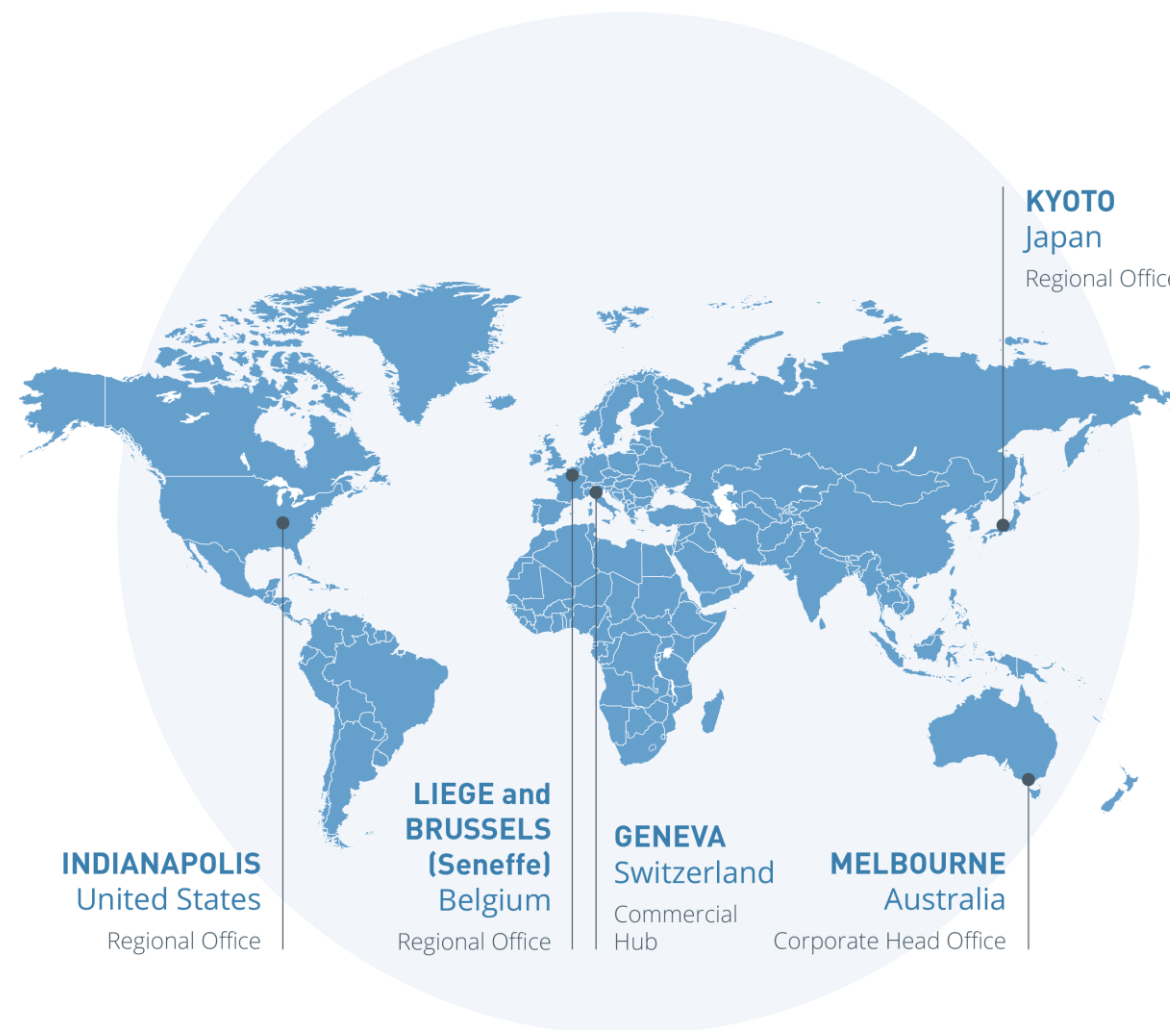 KYOTO
Japan
Regional Office
LIEGE and
BRUSSELS
(Seneffe)
Belgium
Regional Office
GENEVA
Switzerland
Commercial
Hub
INDIANAPOLIS
United States
Regional Office
MELBOURNE
Australia
Corporate Head Office